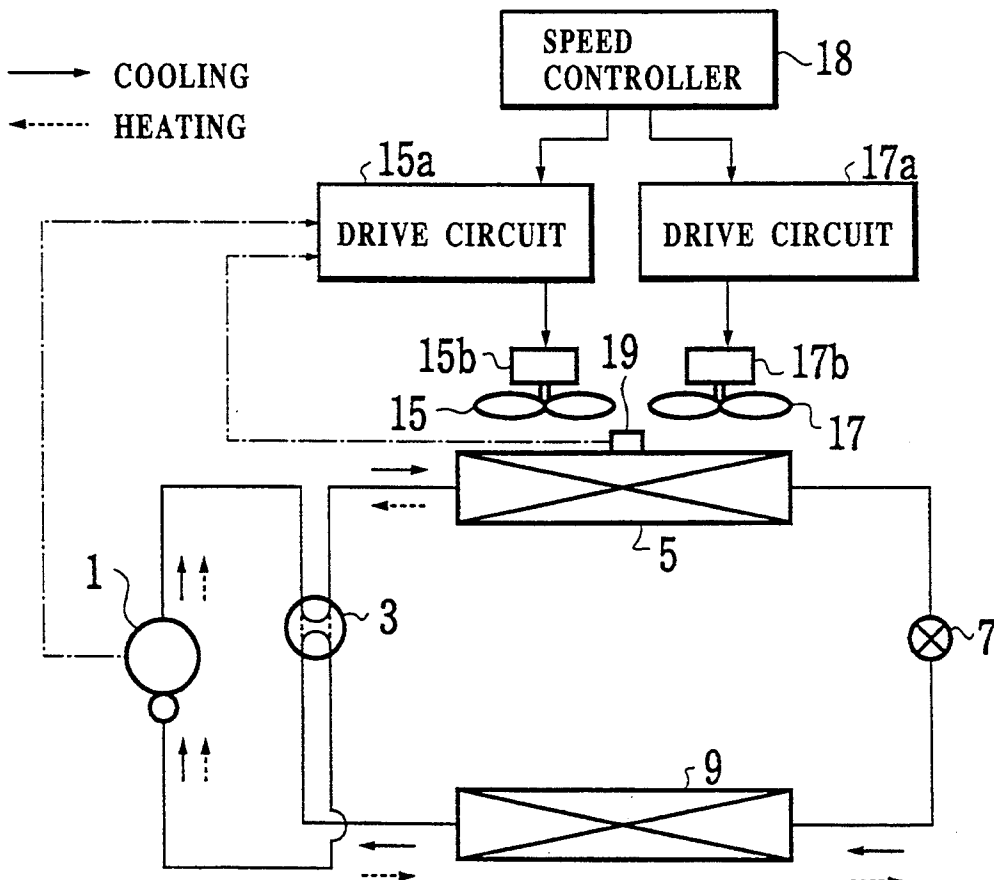 SPEED
CONTROLLER
18
COOLING
HEATING
15a
17a
DRIVE CIRCUIT
DRIVE CIRCUIT
15b
19
17b
15
17
5
1
3
7
9